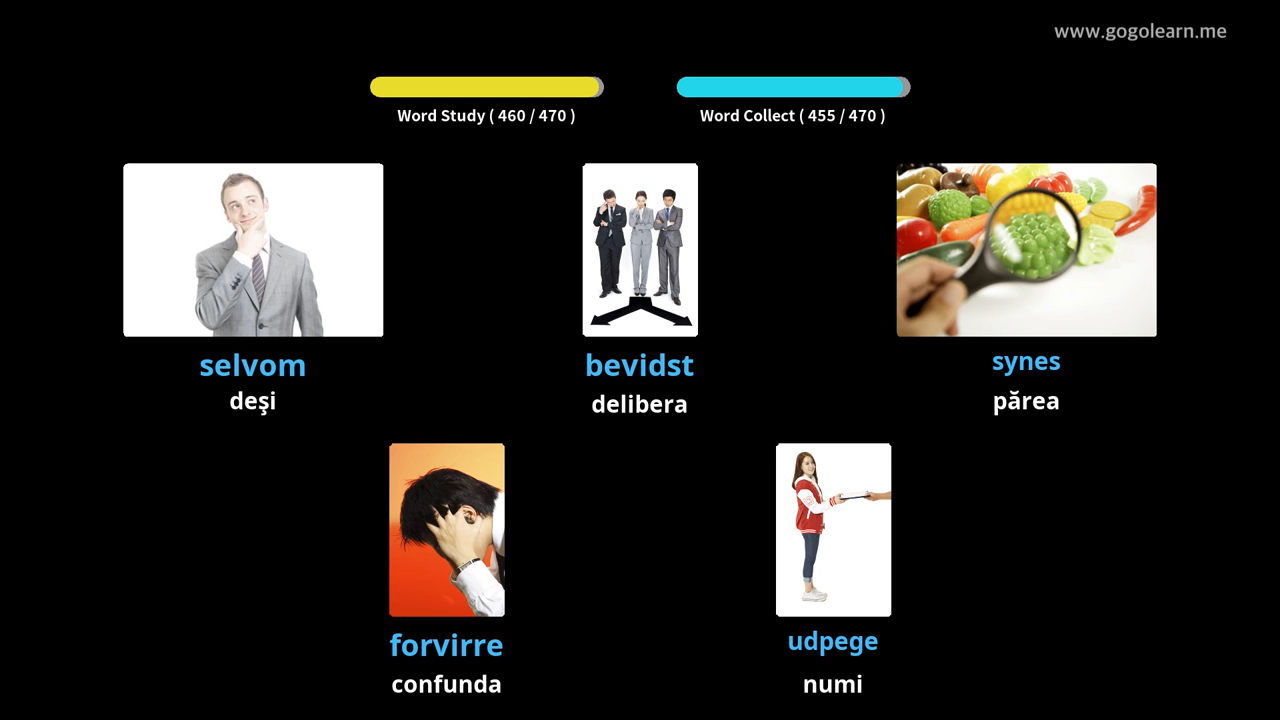 www.gogolearn.me
Word Study ( 460 / 470 )
Word Collect ( 455 / 470 )
selvom
deşi
bevidst
delibera
synes
părea
forvirre
confunda
udpege
numi